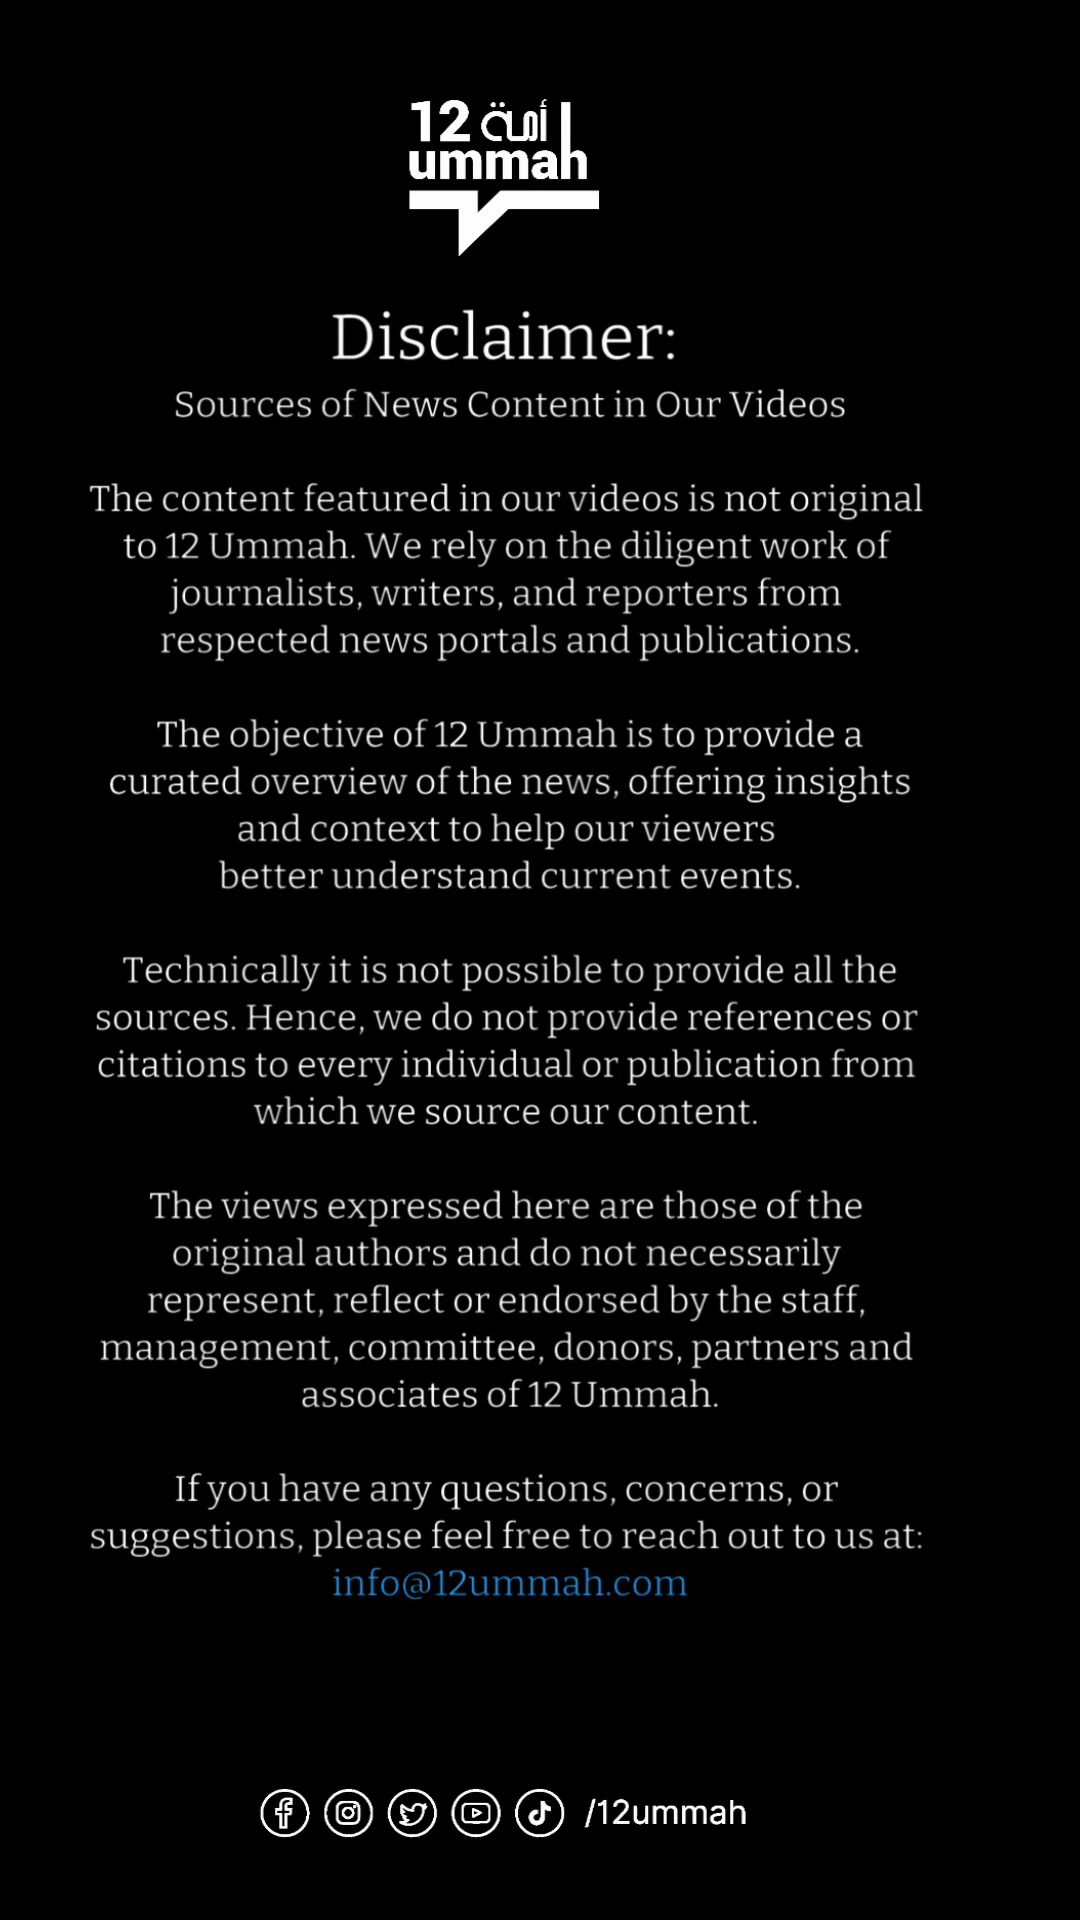 12 أمة
ummah
Disclaimer:
Sources of News Content in Our Videos
The content featured in our videos is not original
to 12 Ummah. We rely on the diligent work of
journalists, writers, and reporters from
respected news portals and publications.
The objective of 12 Ummah is to provide a
curated overview of the news, offering insights
and context to help our viewers
better understand current events.
Technically it is not possible to provide all the
sources. Hence, we do not provide references or
citations to every individual or publication from
which we source our content.
The views expressed here are those of the
original authors and do not necessarily
represent, reflect or endorsed by the staff,
management, committee, donors, partners and
associates of 12 Ummah.
If you have any questions, concerns, or
suggestions, please feel free to reach out to us at:
info@12ummah.com
/12ummah